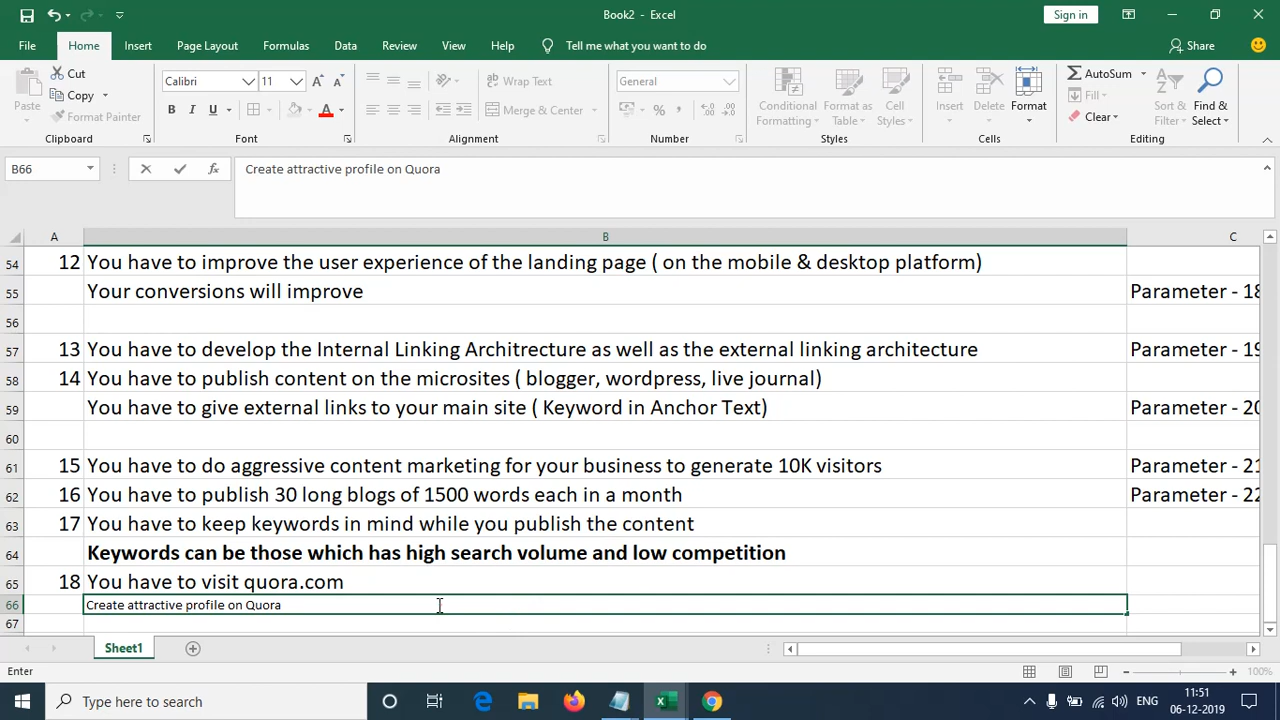 Book2 - Excel
Sign in
File Home Insert Page Layout Formulas Data Review View Help Tell me what you want to do Share
Paste Cut Calibri 11 Wrap Text General Conditional Formatting Format as Table Cell Styles Insert Delete Format AutoSum Sort & Filter Find & Select
Copy Fill
Format Painter B I U A Merge & Center % Clear
Clipboard Font Alignment Number Styles Cells Editing
B66 fx Create attractive profile on Quora
A B C
54 12 You have to improve the user experience of the landing page ( on the mobile & desktop platform)
55 Your conversions will improve Parameter - 18
56
57 13 You have to develop the Internal Linking Architrecture as well as the external linking architecture Parameter - 19
58 14 You have to publish content on the microsites ( blogger, wordpress, live journal)
59 You have to give external links to your main site ( Keyword in Anchor Text) Parameter - 20
60
61 15 You have to do aggressive content marketing for your business to generate 10K visitors Parameter - 21
62 16 You have to publish 30 long blogs of 1500 words each in a month Parameter - 22
63 17 You have to keep keywords in mind while you publish the content
64 Keywords can be those which has high search volume and low competition
65 18 You have to visit quora.com
66 Create attractive profile on Quora
67
Sheet1
Enter 100%
Type here to search ENG 11:51
06-12-2019